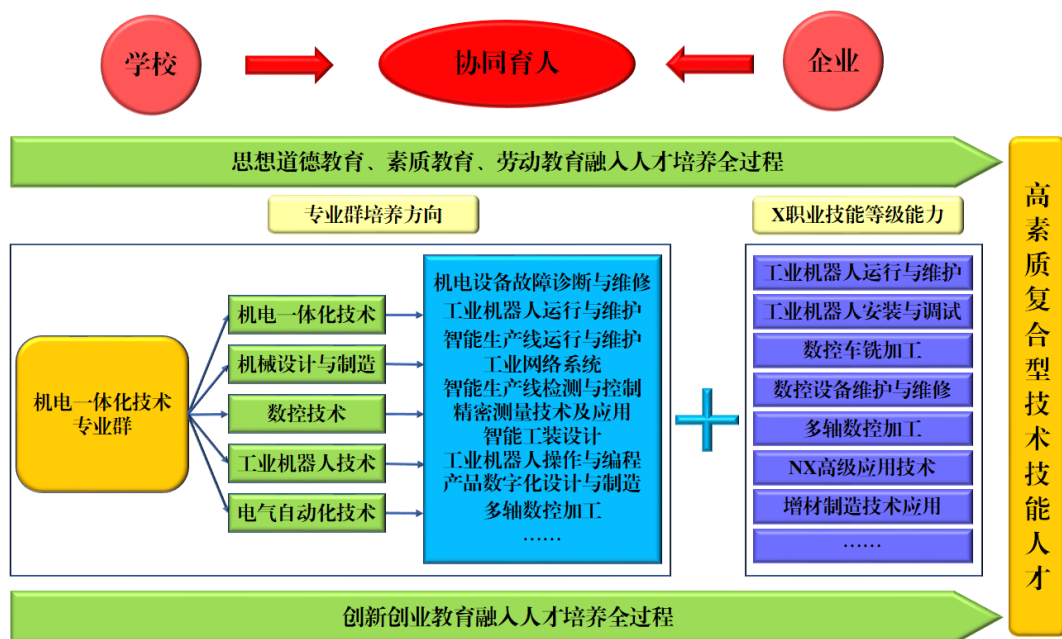 学校
协同育人
企业
思想道德教育、素质教育、劳动教育融入人才培养全过程
专业群培养方向
X职业技能等级能力
机电一体化技术
专业群
机电一体化技术
机械设计与制造
数控技术
工业机器人技术
电气自动化技术
机电设备故障诊断与维修
工业机器人运行与维护
智能生产线运行与维护
工业网络系统
智能生产线检测与控制
精密测量技术及应用
智能工装设计
工业机器人操作与编程
产品数字化设计与制造
多轴数控加工
……
工业机器人运行与维护
工业机器人安装与调试
数控车铣加工
数控设备维护与维修
多轴数控加工
NX高级应用技术
增材制造技术应用
……
高素质复合型技术技能人才
创新创业教育融入人才培养全过程